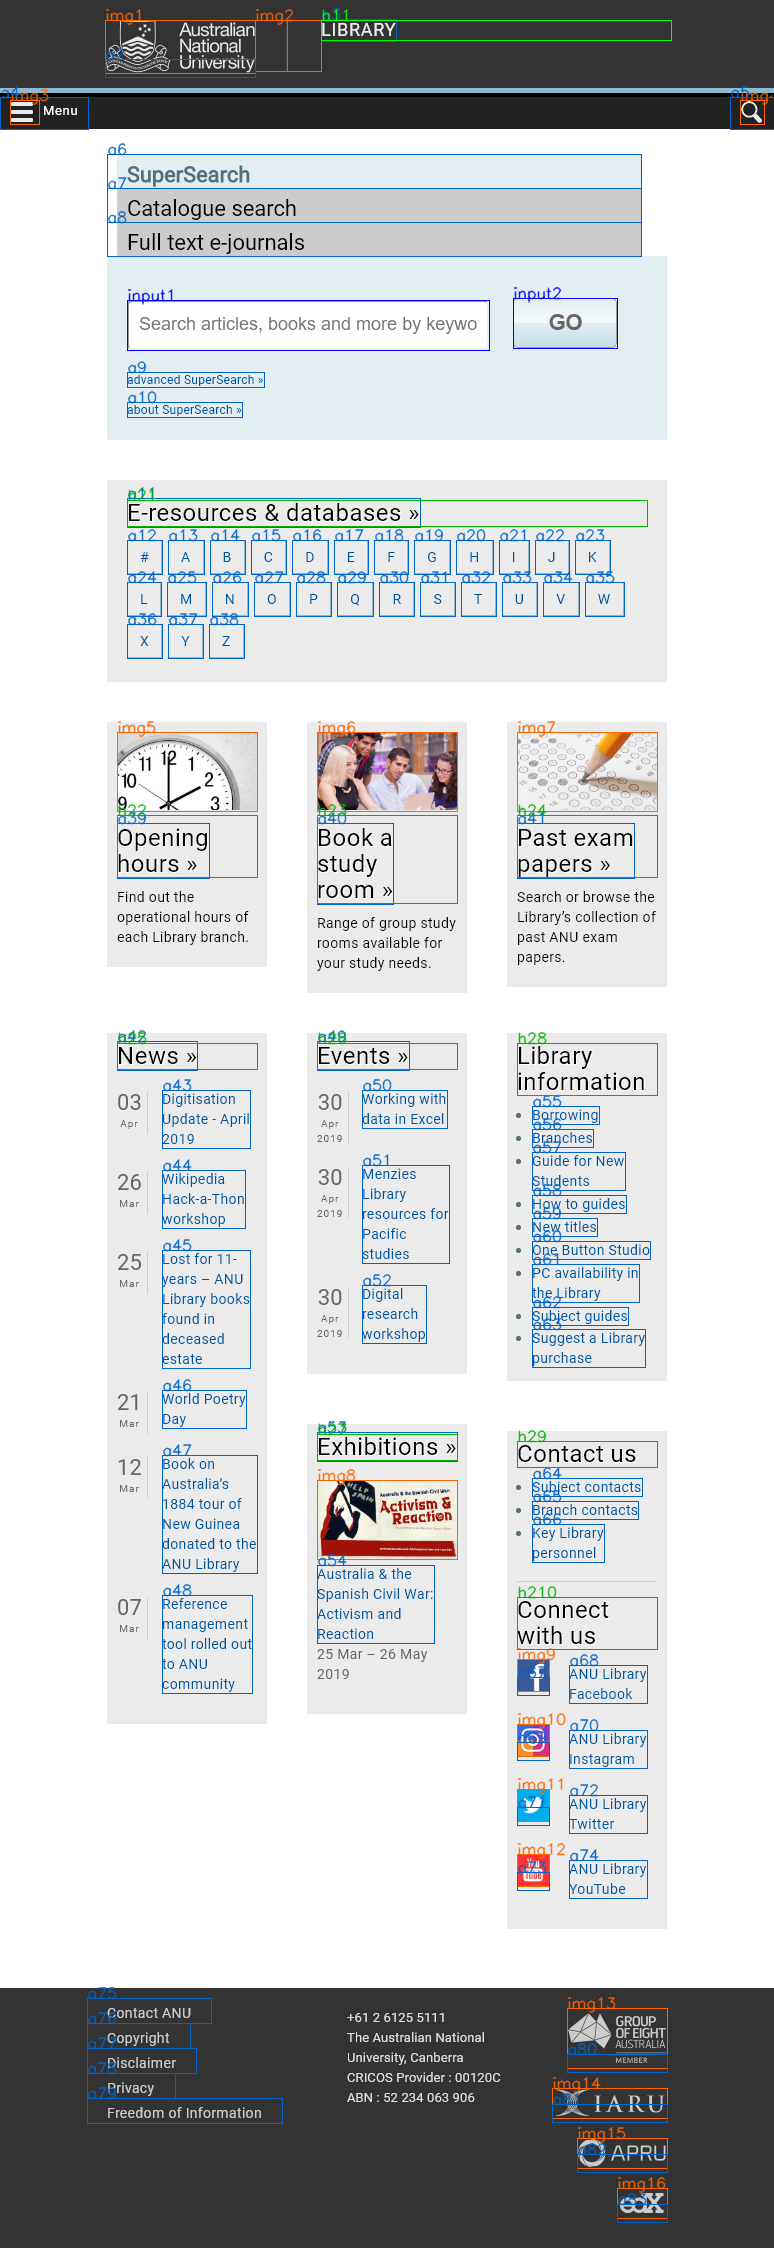 img1
img2
h11
Australian
National
University
LIBRARY
a4
img3
Menu
a5
a6
SuperSearch
a7
Catalogue search
a8
Full text e-journals
input1
input2
Search articles, books and more by keywo
GO
a9
advanced SuperSearch »
a10
about SuperSearch »
E-resources & databases »
a12 a13 a14 a15 a16 a17 a18 a19 a20 a21 a22 a23
# A B C D E F G H I J K
a24 a25 a26 a27 a28 a29 a30 a31 a32 a33 a34 a35
L M N O P Q R S T U V W
a36 a37 a38
X Y Z
img5
h22
a39
Opening
hours »
Find out the
operational hours of
each Library branch.
img6
h23
a40
Book a
study
room »
Range of group study
rooms available for
your study needs.
img7
h24
a41
Past exam
papers »
Search or browse the
Library's collection of
past ANU exam
papers.
News »
a43
03 Apr
Digitisation
Update - April
2019
a44
26 Mar
Wikipedia
Hack-a-Thon
workshop
a45
25 Mar
Lost for 11-
years – ANU
Library books
found in
deceased
estate
a46
21 Mar
World Poetry
Day
a47
12 Mar
Book on
Australia's
1884 tour of
New Guinea
donated to the
ANU Library
a48
07 Mar
Reference
management
tool rolled out
to ANU
community
Events »
a50
30 Apr 2019
Working with
data in Excel
a51
30 Apr 2019
Menzies
Library
resources for
Pacific
studies
a52
30 Apr 2019
Digital
research
workshop
Exhibitions »
img8
Australia & the Spanish Civil War:
Activism &
Reaction
a54
Australia & the
Spanish Civil War:
Activism and
Reaction
25 Mar – 26 May
2019
h28
Library
information
a55
Borrowing
a56
Branches
a57
Guide for New
Students
a58
How to guides
a59
New titles
a60
One Button Studio
a61
PC availability in
the Library
a62
Subject guides
a63
Suggest a Library
purchase
h29
Contact us
a64
Subject contacts
a65
Branch contacts
a66
Key Library
personnel
h210
Connect
with us
img9
a68
ANU Library
Facebook
img10
a70
ANU Library
Instagram
img11
a72
ANU Library
Twitter
img12
a73
a74
ANU Library
YouTube
a75
Contact ANU
a76
Copyright
a77
Disclaimer
a78
Privacy
a79
Freedom of Information
+61 2 6125 5111
The Australian National
University, Canberra
CRICOS Provider : 00120C
ABN : 52 234 063 906
img13
GROUP
OF EIGHT
AUSTRALIA
a80
MEMBER
img14
IARU
img15
APRU
img16
edX